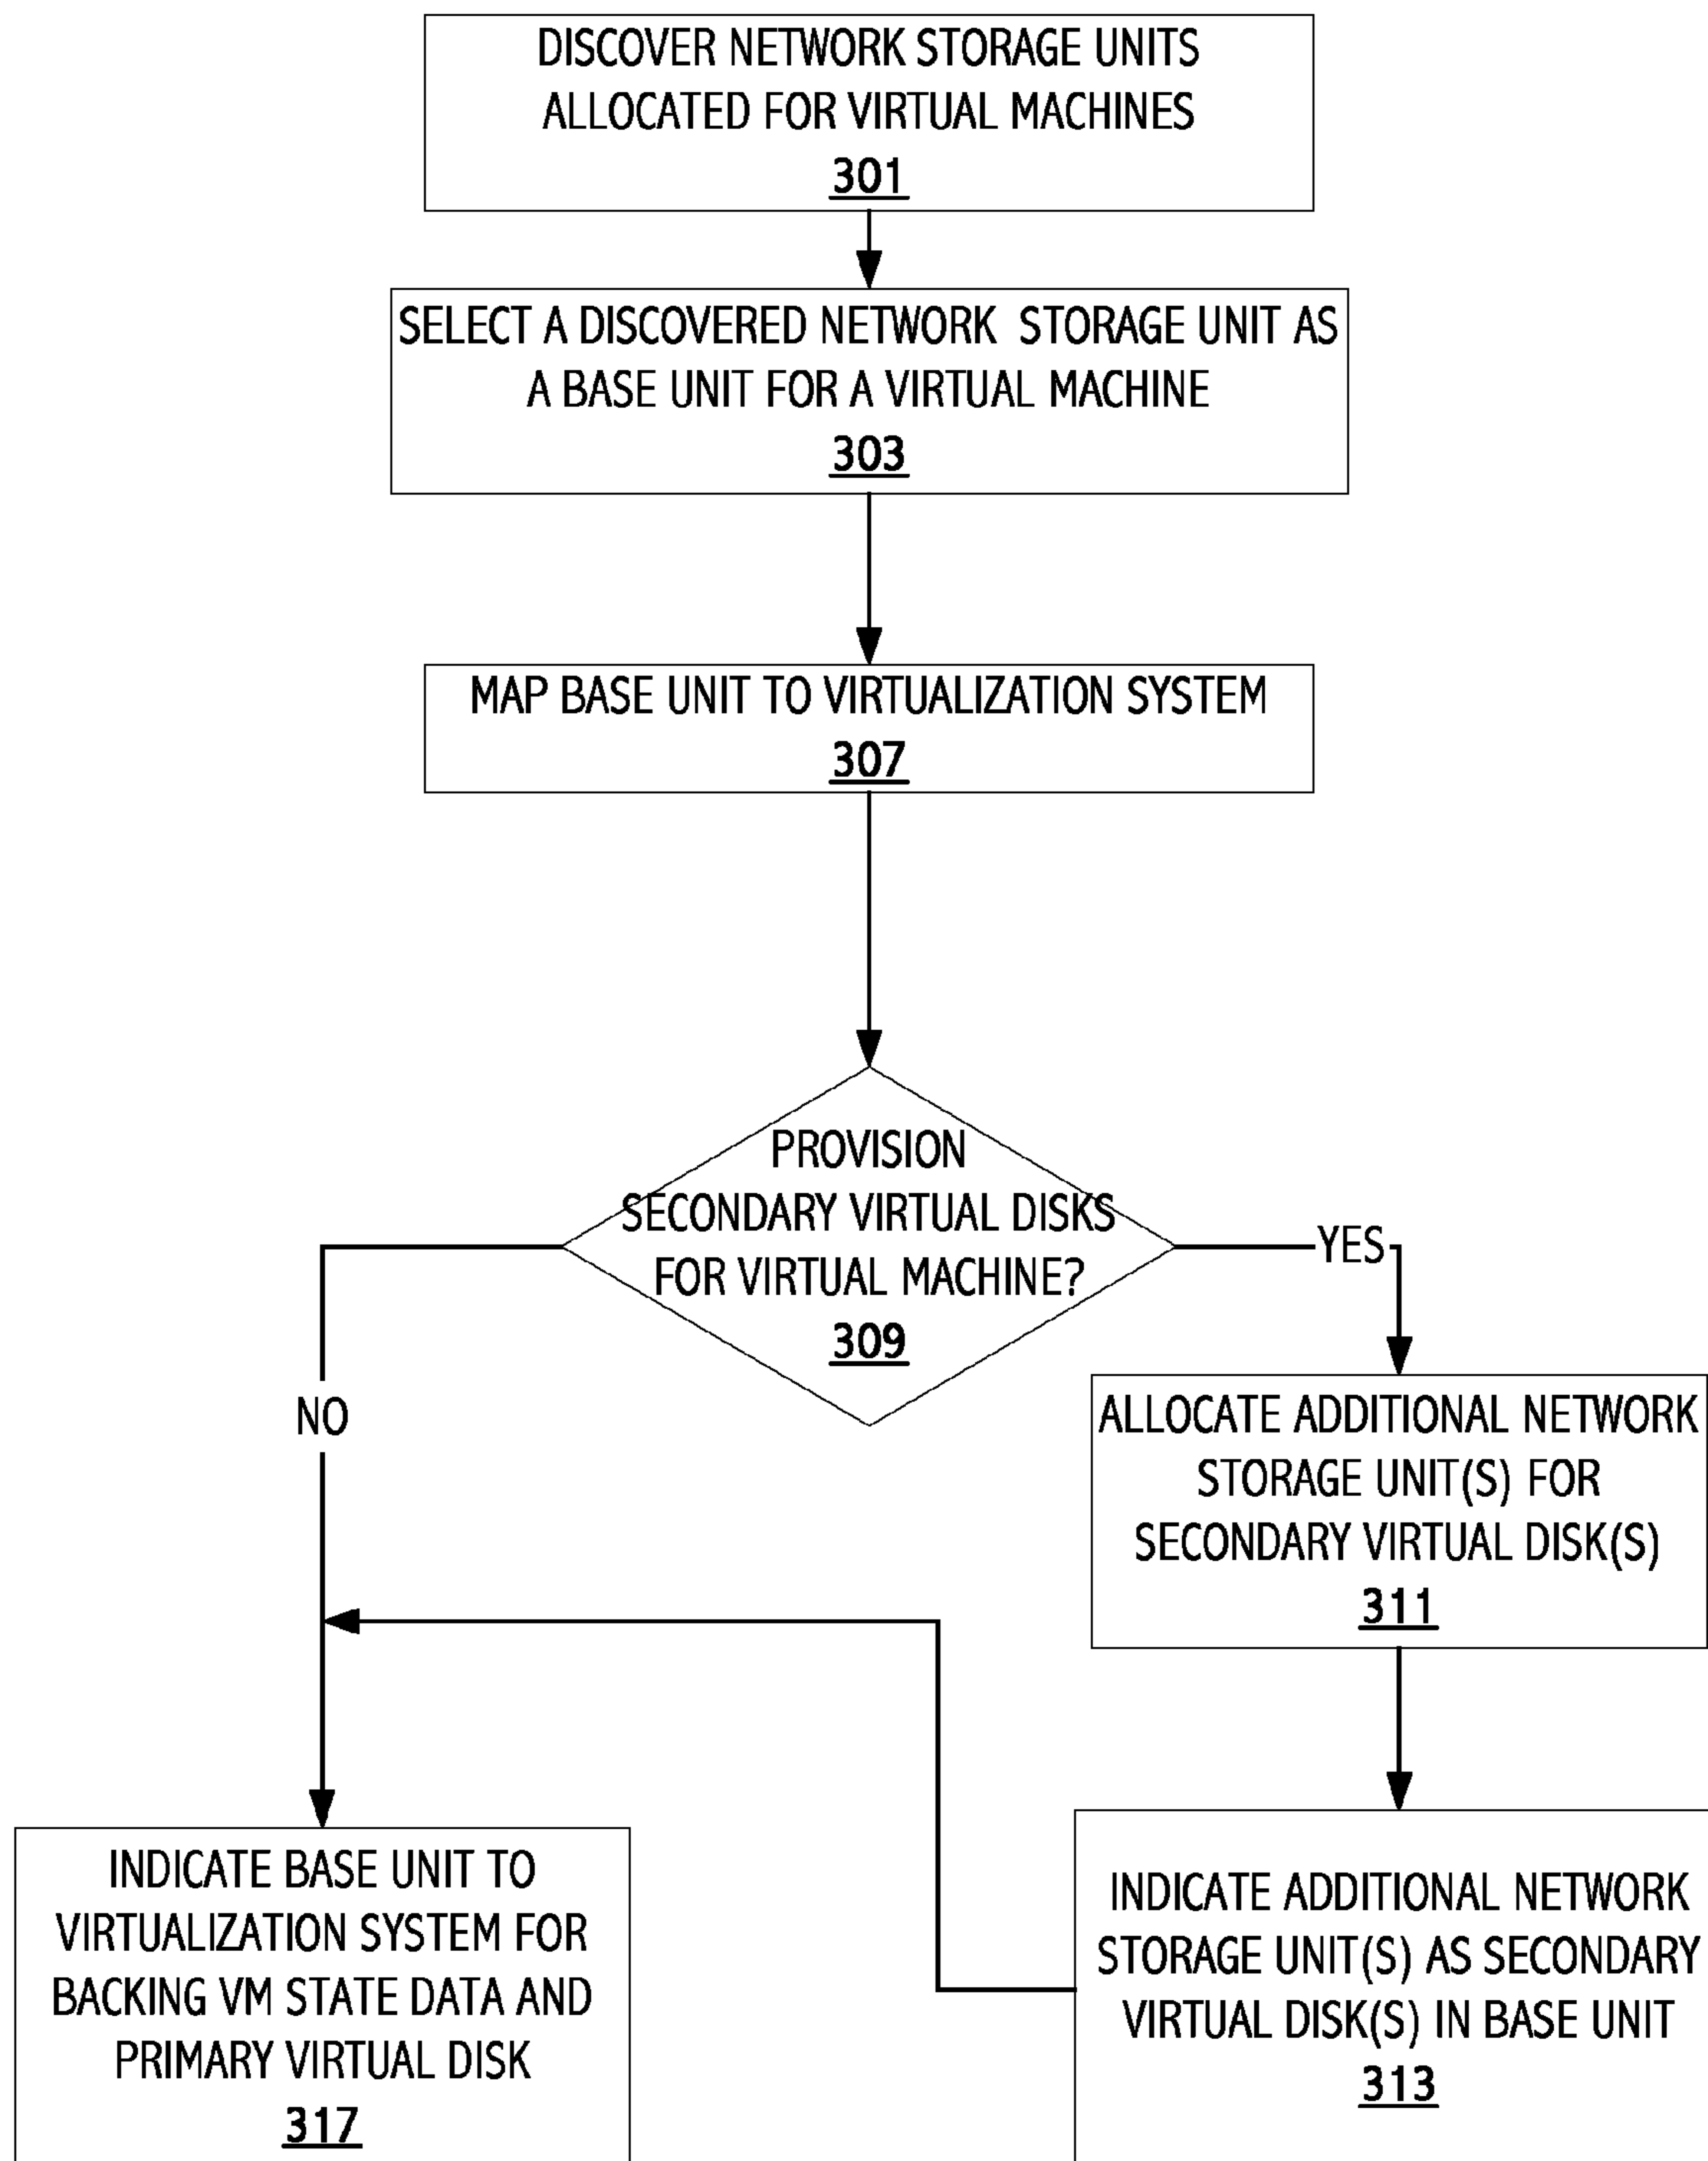 DISCOVER NETWORK STORAGE UNITS
ALLOCATED FOR VIRTUAL MACHINES
301
SELECT A DISCOVERED NETWORK STORAGE UNIT AS
A BASE UNIT FOR A VIRTUAL MACHINE
303
MAP BASE UNIT TO VIRTUALIZATION SYSTEM
307
PROVISION
SECONDARY VIRTUAL DISKS
FOR VIRTUAL MACHINE?
309
YES
NO
ALLOCATE ADDITIONAL NETWORK
STORAGE UNIT(S) FOR
SECONDARY VIRTUAL DISK(S)
311
INDICATE BASE UNIT TO
VIRTUALIZATION SYSTEM FOR
BACKING VM STATE DATA AND
PRIMARY VIRTUAL DISK
317
INDICATE ADDITIONAL NETWORK
STORAGE UNIT(S) AS SECONDARY
VIRTUAL DISK(S) IN BASE UNIT
313